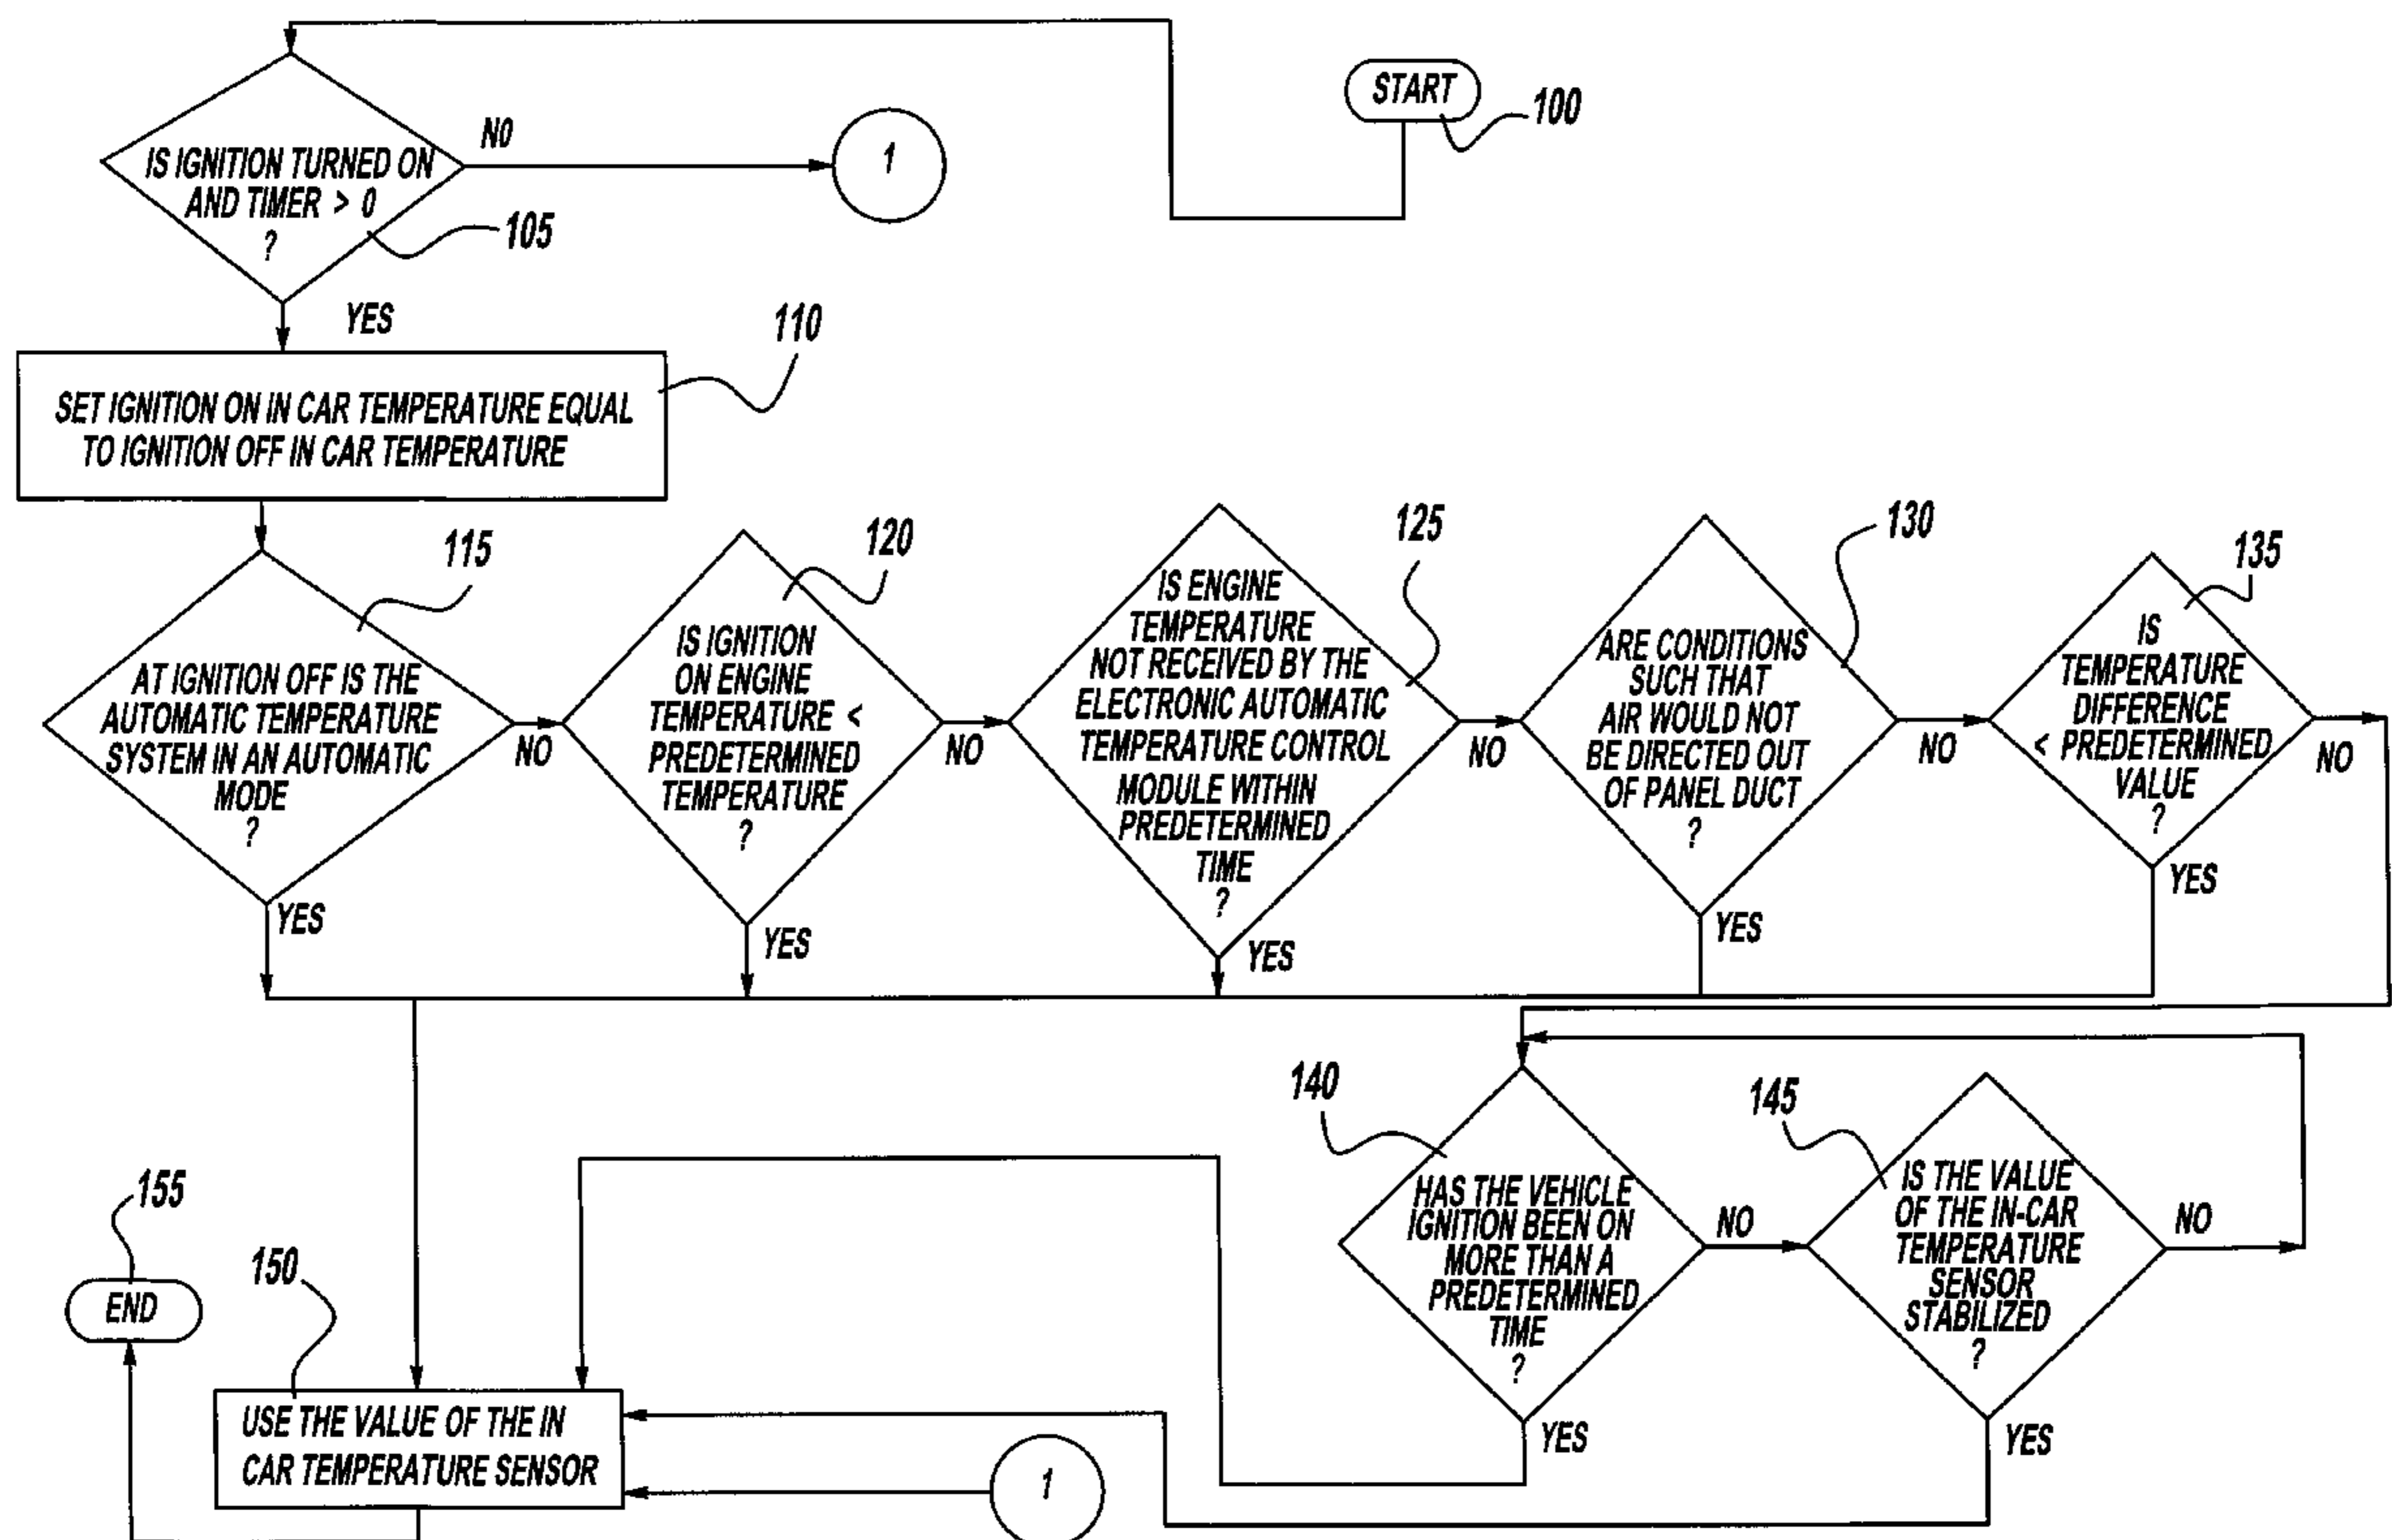 START
100
NO
1
IS IGNITION TURNED ON
AND TIMER > 0
?
105
YES
110
SET IGNITION ON IN CAR TEMPERATURE EQUAL
TO IGNITION OFF IN CAR TEMPERATURE
115
AT IGNITION OFF IS THE
AUTOMATIC TEMPERATURE
SYSTEM IN AN AUTOMATIC
MODE
?
NO
YES
120
IS IGNITION
ON ENGINE
TEMPERATURE <
PREDETERMINED
TEMPERATURE
?
NO
YES
125
IS ENGINE
TEMPERATURE
NOT RECEIVED BY THE
ELECTRONIC AUTOMATIC
TEMPERATURE CONTROL
MODULE WITHIN
PREDETERMINED
TIME
?
NO
YES
130
ARE CONDITIONS
SUCH THAT
AIR WOULD NOT
BE DIRECTED OUT
OF PANEL DUCT
?
NO
YES
135
IS
TEMPERATURE
DIFFERENCE
< PREDETERMINED
VALUE
?
NO
YES
140
HAS THE VEHICLE
IGNITION BEEN ON
MORE THAN A
PREDETERMINED
TIME
?
NO
YES
145
IS THE VALUE
OF THE IN-CAR
TEMPERATURE
SENSOR
STABILIZED
?
NO
YES
155
END
150
USE THE VALUE OF THE IN
CAR TEMPERATURE SENSOR
1